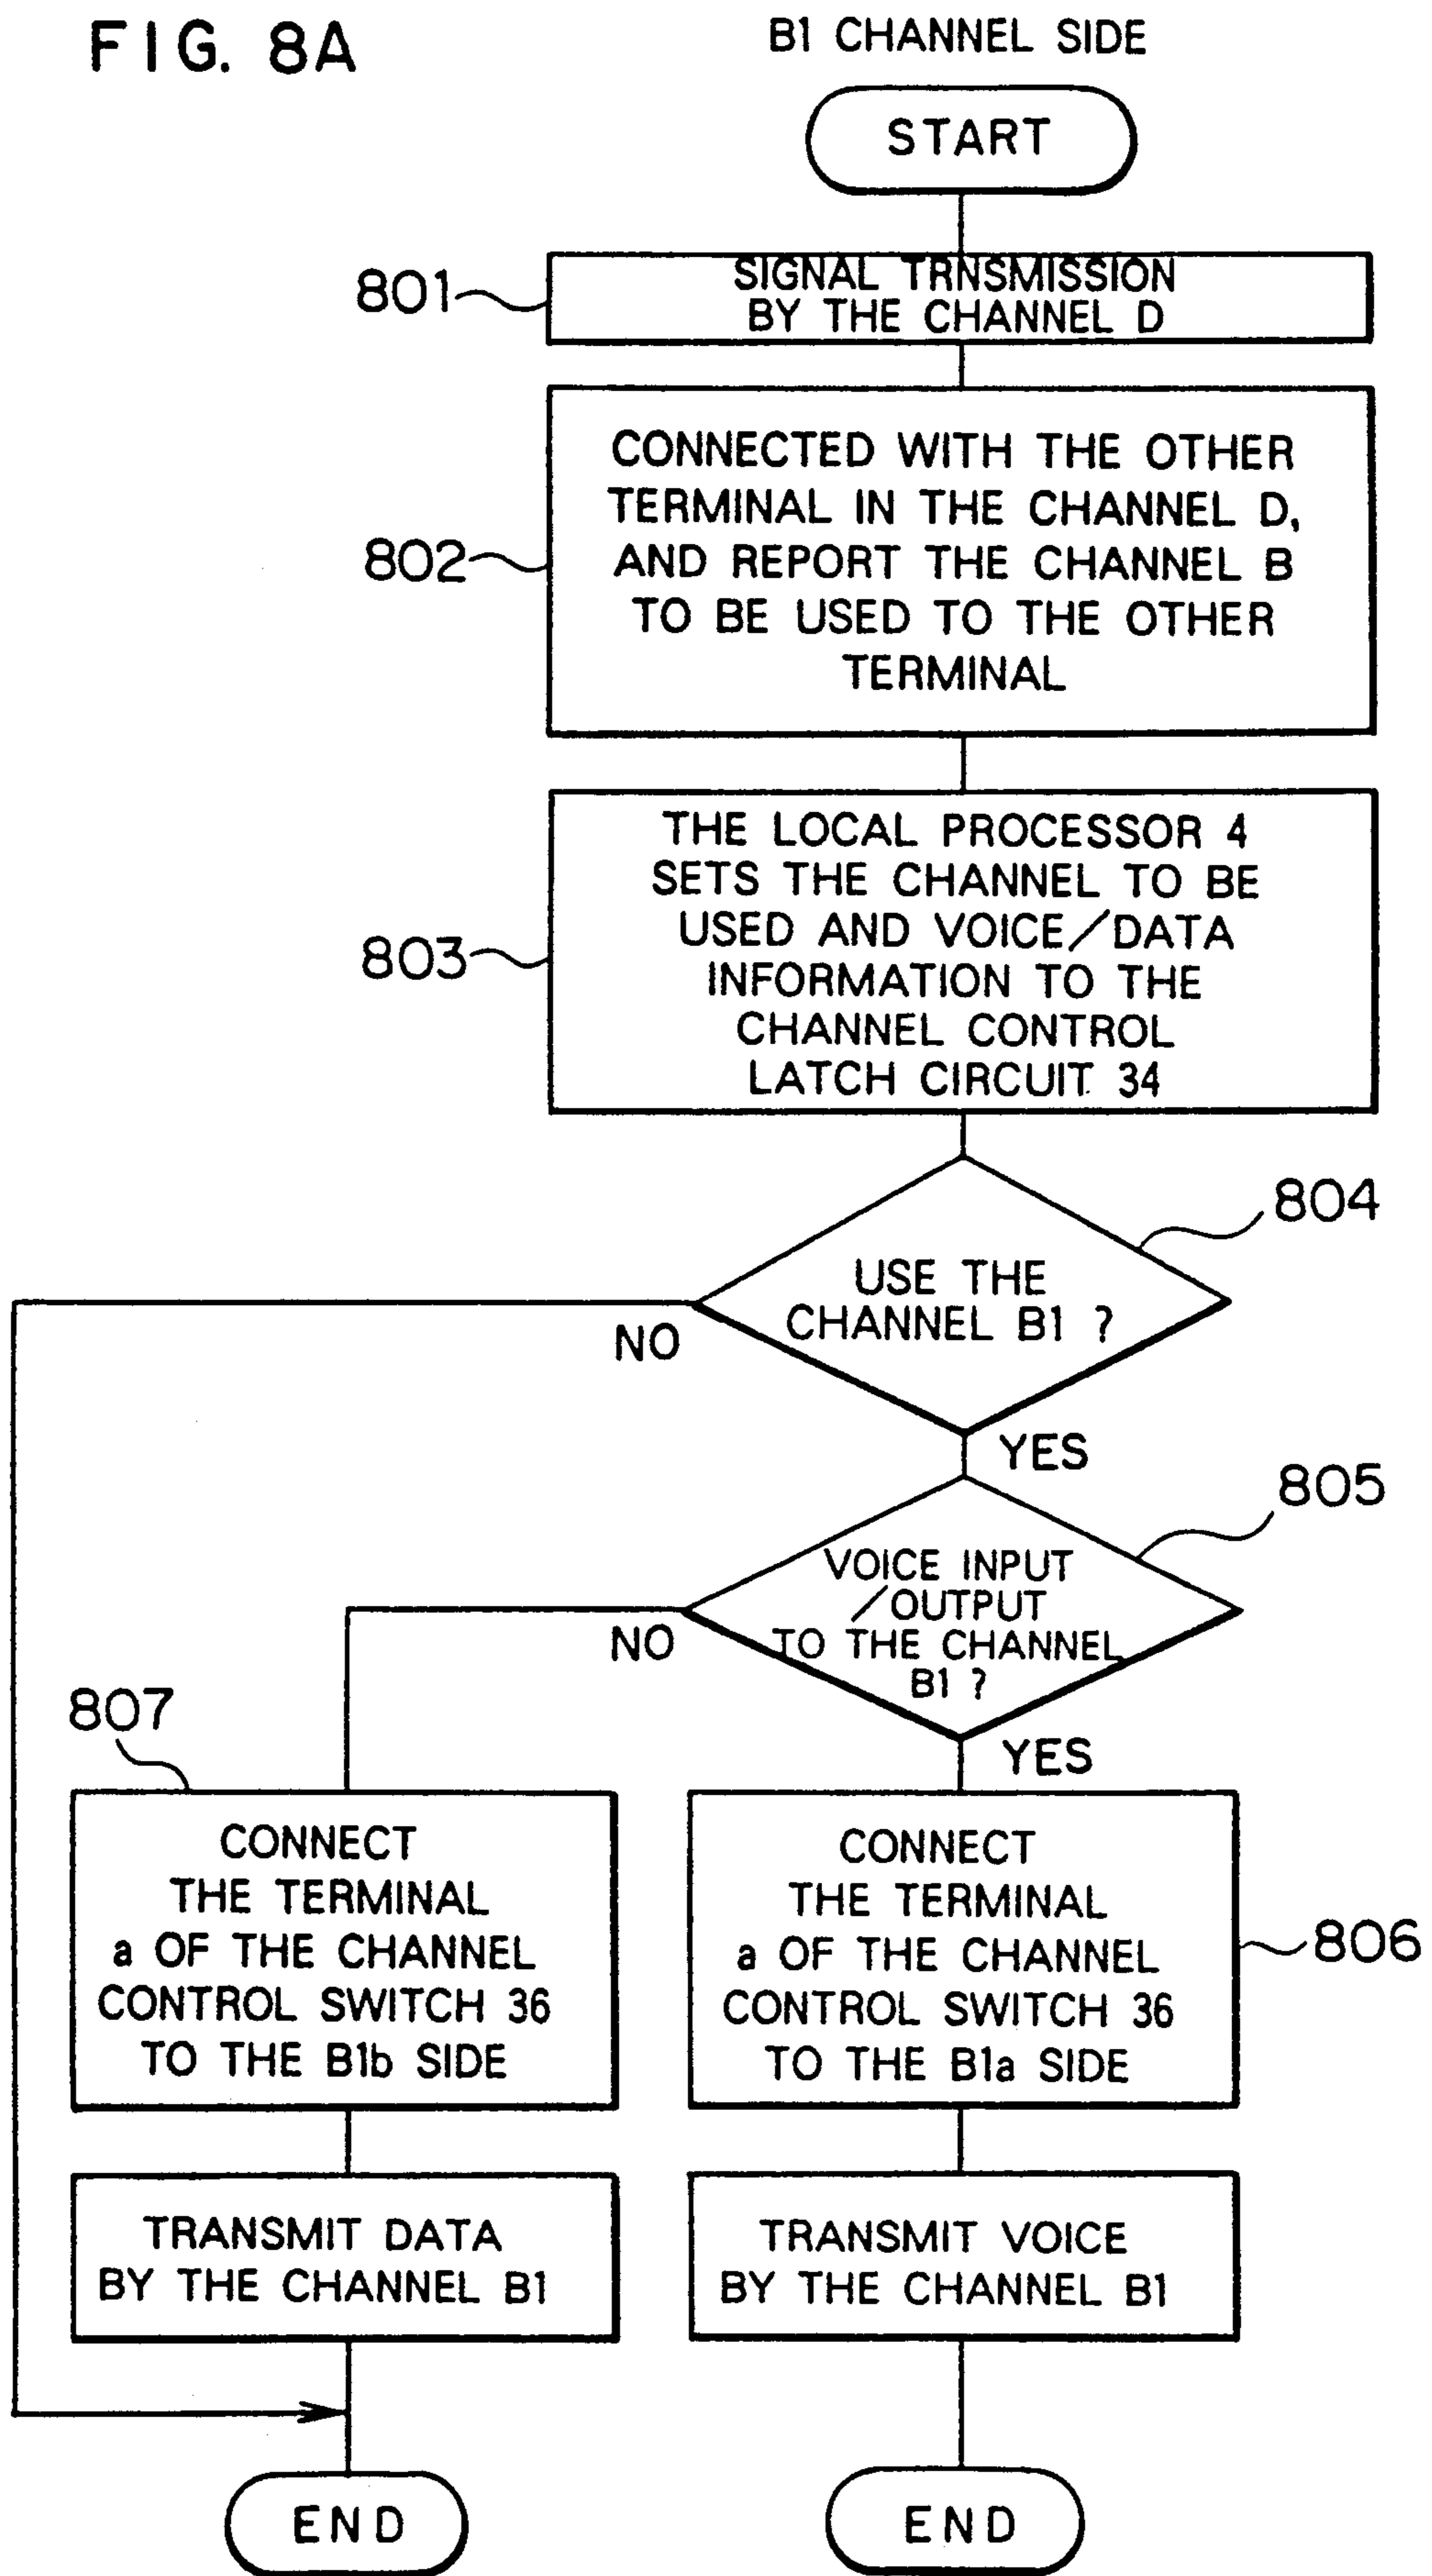 FIG. 8A
B1 CHANNEL SIDE
START
801
SIGNAL TRNSMISSION
BY THE CHANNEL D
802
CONNECTED WITH THE OTHER
TERMINAL IN THE CHANNEL D,
AND REPORT THE CHANNEL B
TO BE USED TO THE OTHER
TERMINAL
803
THE LOCAL PROCESSOR 4
SETS THE CHANNEL TO BE
USED AND VOICE/DATA
INFORMATION TO THE
CHANNEL CONTROL
LATCH CIRCUIT 34
804
USE THE
CHANNEL B1 ?
NO
YES
805
VOICE INPUT
/OUTPUT
TO THE CHANNEL
B1 ?
NO
YES
807
CONNECT
THE TERMINAL
a OF THE CHANNEL
CONTROL SWITCH 36
TO THE B1b SIDE
CONNECT
THE TERMINAL
a OF THE CHANNEL
CONTROL SWITCH 36
TO THE B1a SIDE
806
TRANSMIT DATA
BY THE CHANNEL B1
TRANSMIT VOICE
BY THE CHANNEL B1
END
END